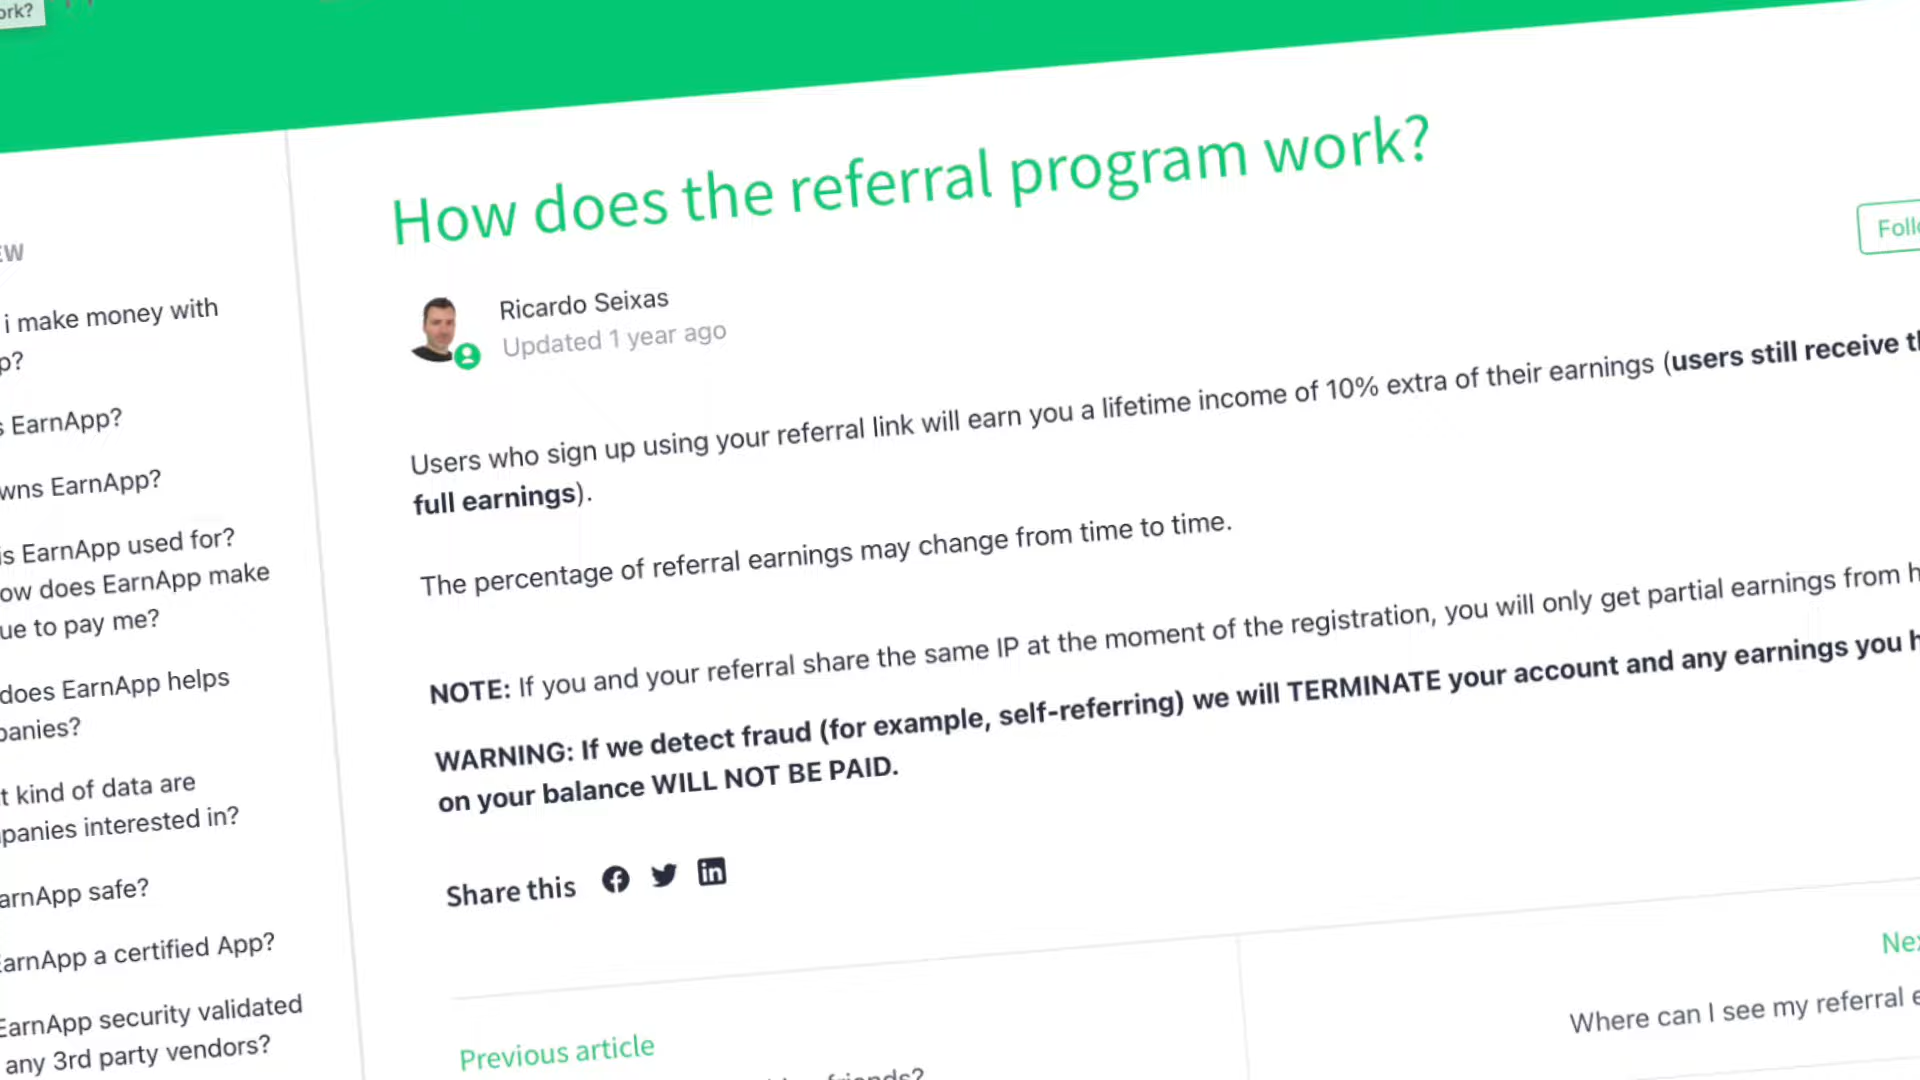 work?
How does the referral program work?
Follo
Ricardo Seixas
Updated 1 year ago
Users who sign up using your referral link will earn you a lifetime income of 10% extra of their earnings (users still receive th
full earnings).
The percentage of referral earnings may change from time to time.
NOTE: If you and your referral share the same IP at the moment of the registration, you will only get partial earnings from h
WARNING: If we detect fraud (for example, self-referring) we will TERMINATE your account and any earnings you h
on your balance WILL NOT BE PAID.
Share this
Previous article
friends?
Nex
Where can I see my referral e
EW
i make money with
p?
s EarnApp?
wns EarnApp?
is EarnApp used for?
ow does EarnApp make
ue to pay me?
does EarnApp helps
panies?
t kind of data are
panies interested in?
arnApp safe?
EarnApp a certified App?
EarnApp security validated
any 3rd party vendors?